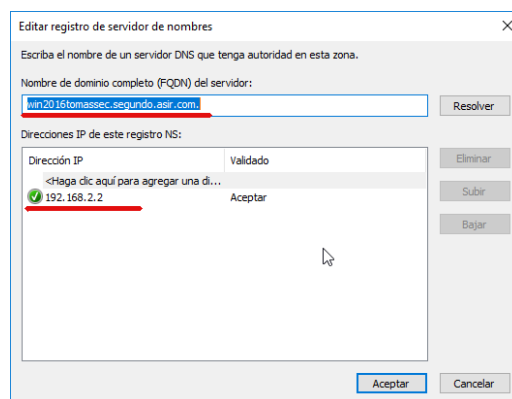 Editar registro de servidor de nombres
Escriba el nombre de un servidor DNS que tenga autoridad en esta zona.
Nombre de dominio completo (FQDN) del servidor:
win2016tomassec.segundo.asir.com.
Resolver
Direcciones IP de este registro NS:
Dirección IP Validado
<Haga clic aquí para agregar una di...
192.168.2.2 Aceptar
Eliminar
Subir
Bajar
Aceptar Cancelar